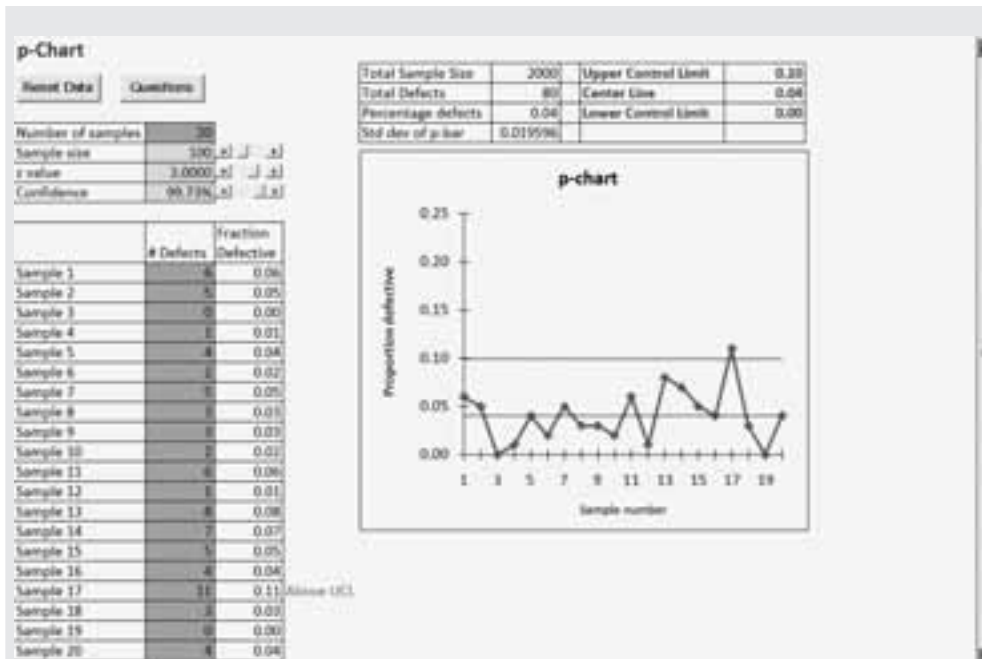 p-Chart
Reset Data Questions
Number of samples 20
Sample size 100
z value 3.0000
Confidence 99.73%
# Defects Fraction Defective
Sample 1 6 0.06
Sample 2 5 0.05
Sample 3 0 0.00
Sample 4 1 0.01
Sample 5 4 0.04
Sample 6 2 0.02
Sample 7 5 0.05
Sample 8 3 0.03
Sample 9 3 0.03
Sample 10 2 0.02
Sample 11 6 0.06
Sample 12 1 0.01
Sample 13 8 0.08
Sample 14 7 0.07
Sample 15 5 0.05
Sample 16 4 0.04
Sample 17 11 0.11 Above UCL
Sample 18 3 0.03
Sample 19 0 0.00
Sample 20 4 0.04
Total Sample Size 2000 Upper Control Limit 0.10
Total Defects 80 Center Line 0.04
Percentage defects 0.04 Lower Control Limit 0.00
Std dev of p-bar 0.019596
p-chart
Proportion defective
0.25
0.20
0.15
0.10
0.05
0.00
1 3 5 7 9 11 13 15 17 19
Sample number